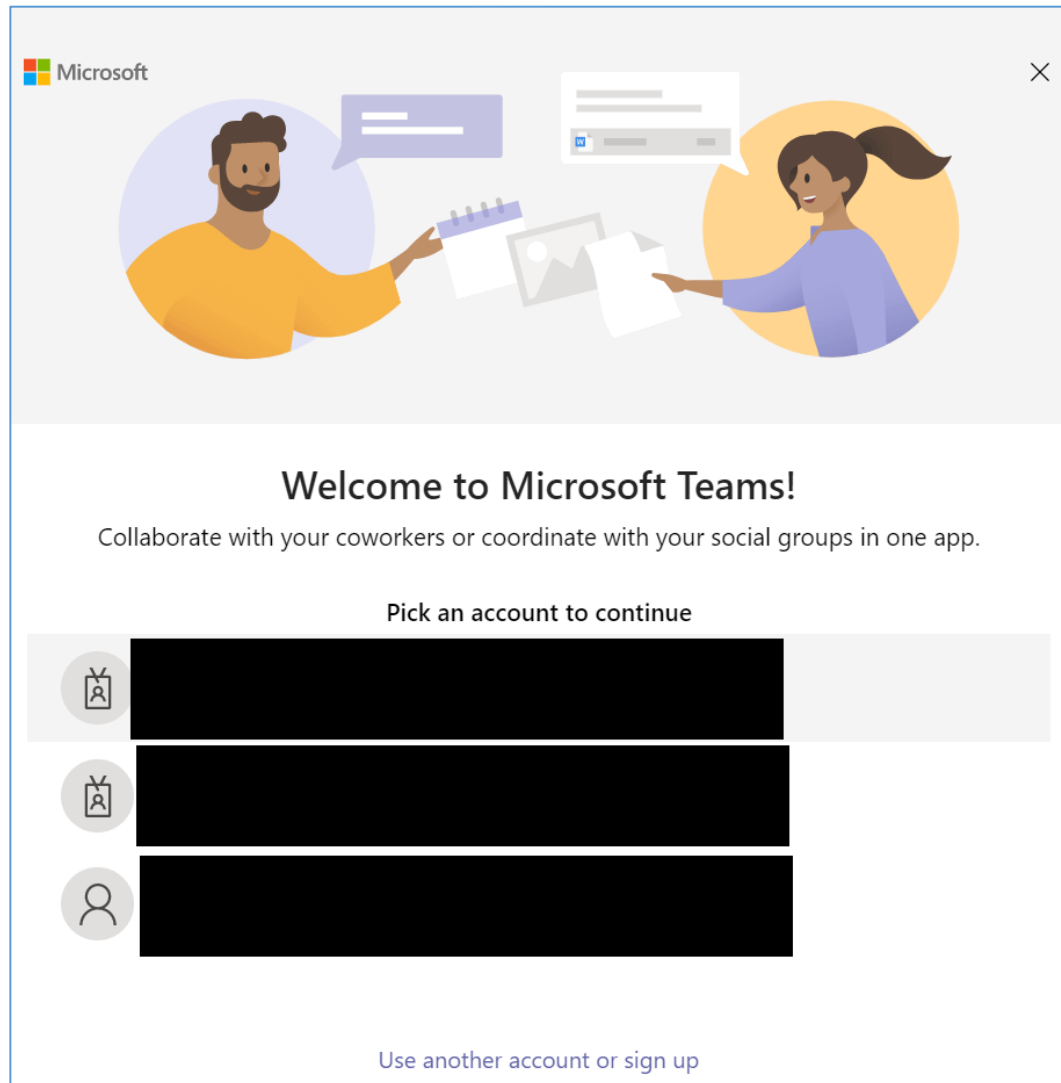 Microsoft
Welcome to Microsoft Teams!
Collaborate with your coworkers or coordinate with your social groups in one app.
Pick an account to continue
Use another account or sign up